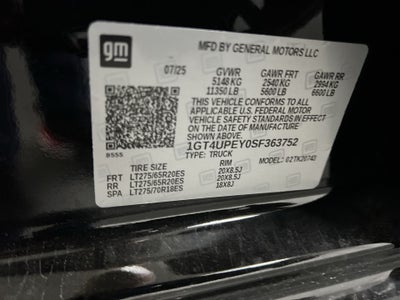 gm
MFD BY GENERAL MOTORS LLC
07/25 GVWR GAWR FRT GAWR RR
5148 KG 2540 KG 2994 KG
11350 LB 5600 LB 6600 LB
THIS VEHICLE CONFORMS TO ALL
APPLICABLE U.S. FEDERAL MOTOR
VEHICLE SAFETY STANDARDS IN
EFFECT ON THE DATE OF MANUFACTURE
SHOWN ABOVE.
1GT4UPEY0SF363752
TYPE: TRUCK MODEL: 02TK20743
BSSS
TIRE SIZE RIM
FRT LT275/65R20ES 20X8.5J
RR LT275/65R20ES 20X8.5J
SPA LT275/70R18ES 18X8J